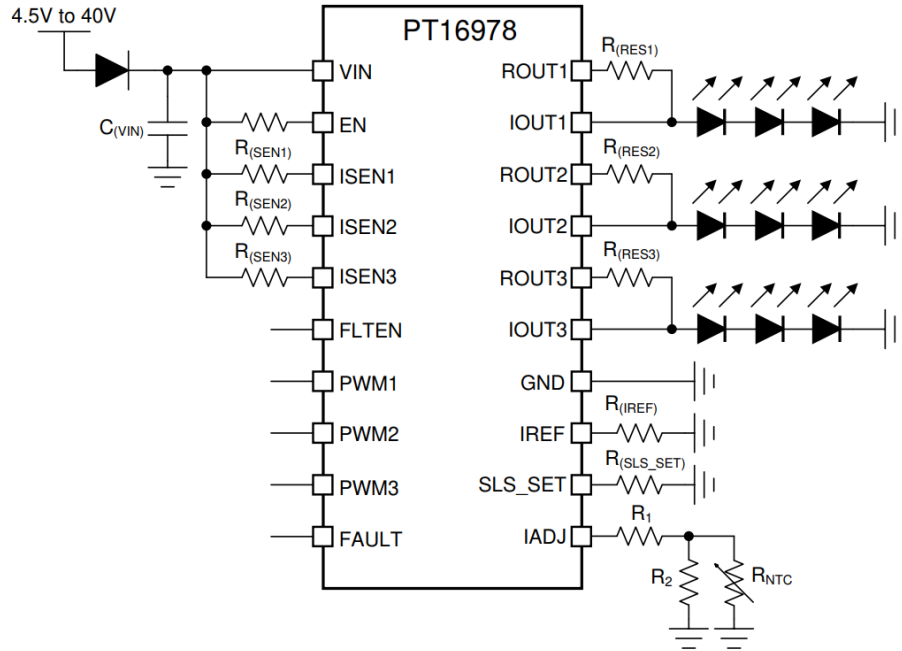 4.5V to 40V
PT16978
C(VIN)
R(SEN1)
R(SEN2)
R(SEN3)
VIN
EN
ISEN1
ISEN2
ISEN3
FLTEN
PWM1
PWM2
PWM3
FAULT
ROUT1
IOUT1
ROUT2
IOUT2
ROUT3
IOUT3
GND
IREF
SLS_SET
IADJ
R(RES1)
R(RES2)
R(RES3)
R(IREF)
R(SLS_SET)
R1
R2
RNTC